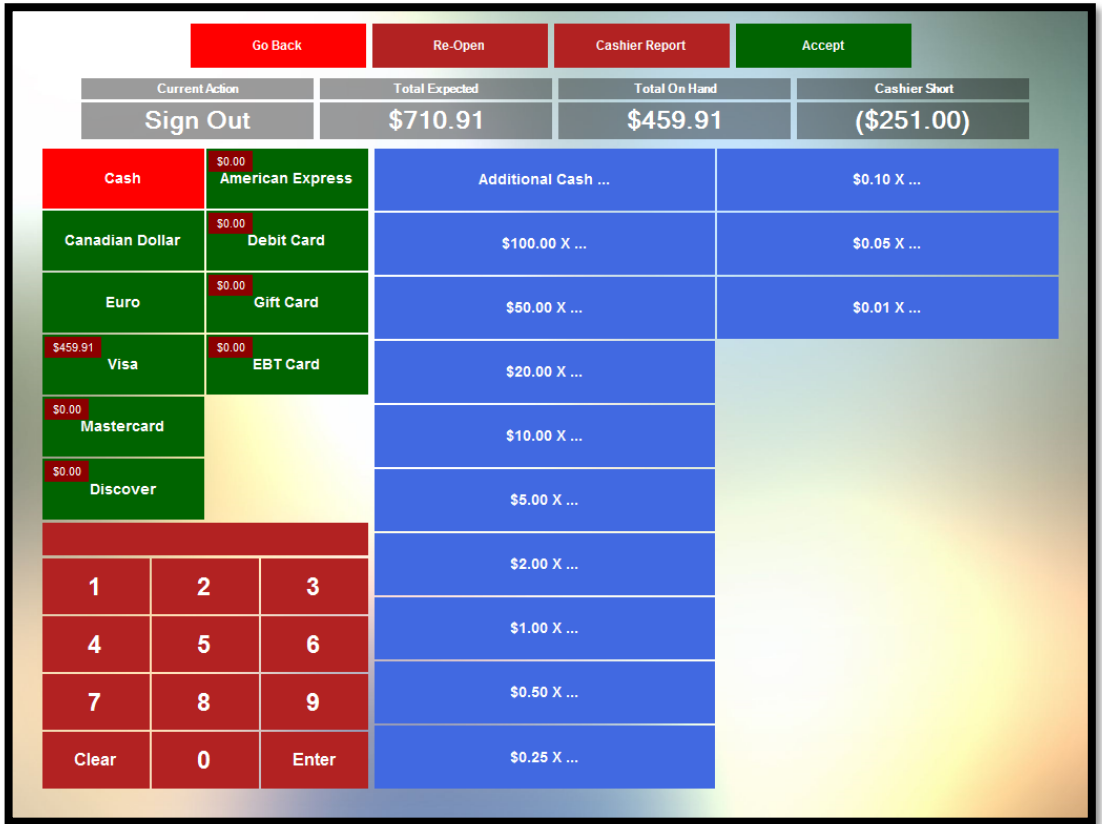 Go Back
Re-Open
Cashier Report
Accept
Current Action
Total Expected
Total On Hand
Cashier Short
Sign Out
$710.91
$459.91
($251.00)
Cash
$0.00
American Express
Canadian Dollar
$0.00
Debit Card
Euro
$0.00
Gift Card
$459.91
Visa
$0.00
EBT Card
$0.00
Mastercard
$0.00
Discover
1
2
3
4
5
6
7
8
9
Clear
0
Enter
Additional Cash ...
$100.00 X ...
$50.00 X ...
$20.00 X ...
$10.00 X ...
$5.00 X ...
$2.00 X ...
$1.00 X ...
$0.50 X ...
$0.25 X ...
$0.10 X ...
$0.05 X ...
$0.01 X ...